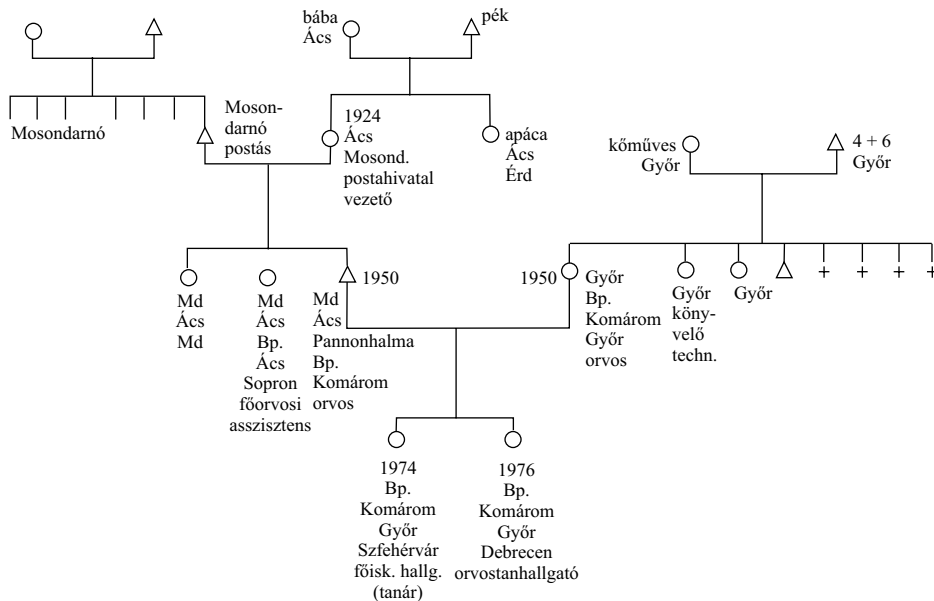 bába
Ács
pék
Mosondarnó
Moson-
darnó
postás
1924
Ács
Mosond.
postahivatal
vezető
apáca
Ács
Érd
kőműves
Győr
4 + 6
Győr
Md
Ács
Md
Md
Ács
Bp.
Ács
Sopron
főorvosi
asszisztens
1950
Md
Ács
Pannonhalma
Bp.
Komárom
orvos
1950
Győr
Bp.
Komárom
Győr
orvos
Győr
köny-
velő
techn.
Győr
+ + + +
1974
Bp.
Komárom
Győr
Szfehérvár
főisk. hallg.
(tanár)
1976
Bp.
Komárom
Győr
Debrecen
orvostanhallgató